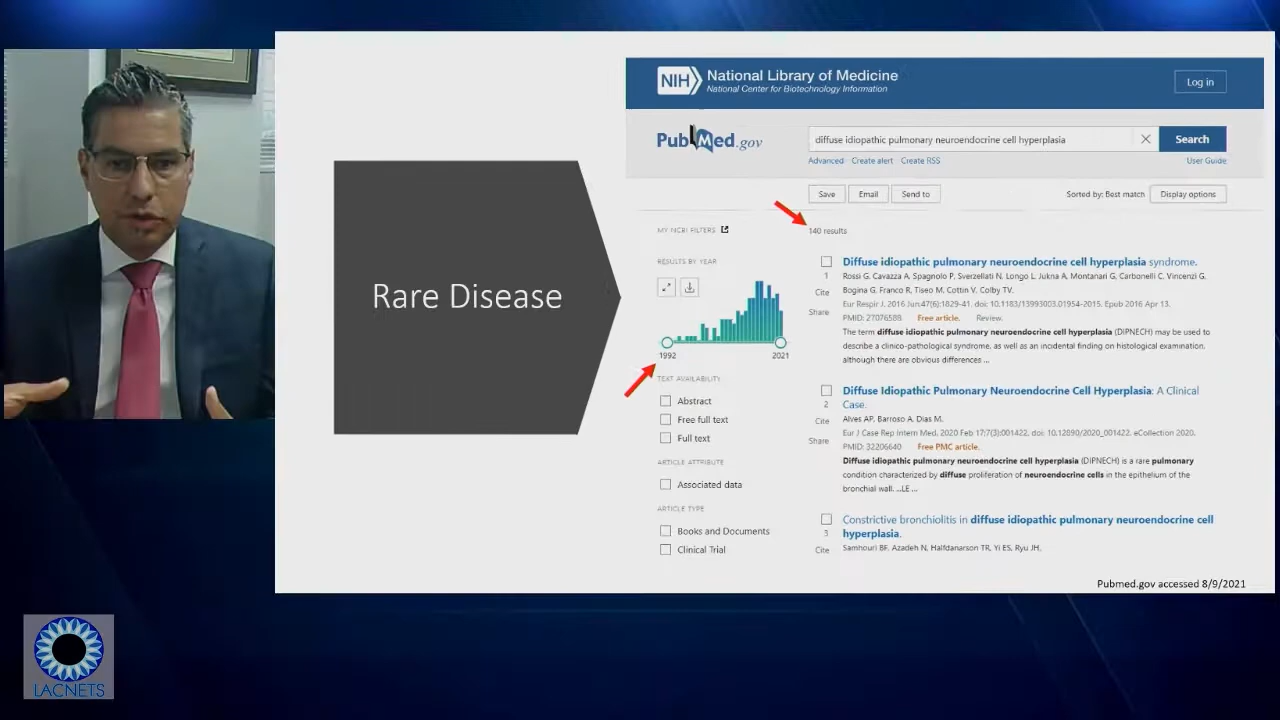 Rare Disease
NIH
National Library of Medicine
National Center for Biotechnology Information
Log in
PubMed.gov
diffuse idiopathic pulmonary neuroendocrine cell hyperplasia
Search
Advanced Create alert Create RSS
User Guide
Save Email Send to
Sorted by: Best match Display options
MY NCBI FILTERS
140 results
RESULTS BY YEAR
1992 2021
TEXT AVAILABILITY
Abstract
Free full text
Full text
ARTICLE ATTRIBUTE
Associated data
ARTICLE TYPE
Books and Documents
Clinical Trial
1
Cite
Share
Diffuse idiopathic pulmonary neuroendocrine cell hyperplasia syndrome.
Rossi G, Cavazza A, Spagnolo P, Sverzellati N, Longo L, Jukna A, Montanari G, Carbonelli C, Vincenzi G,
Bogina G, Franco R, Tiseo M, Cottin V, Colby TV.
Eur Respir J. 2016 Jun;47(6):1829-41. doi: 10.1183/13993003.01954-2015. Epub 2016 Apr 13.
PMID: 27076588 Free article. Review.
The term diffuse idiopathic pulmonary neuroendocrine cell hyperplasia (DIPNECH) may be used to
describe a clinico-pathological syndrome, as well as an incidental finding on histological examination,
although there are obvious differences ...
2
Cite
Share
Diffuse Idiopathic Pulmonary Neuroendocrine Cell Hyperplasia: A Clinical
Case.
Alves AP, Barroso A, Dias M.
Eur J Case Rep Intern Med. 2020 Feb 17;7(3):001422. doi: 10.12890/2020_001422. eCollection 2020.
PMID: 32206640 Free PMC article.
Diffuse idiopathic pulmonary neuroendocrine cell hyperplasia (DIPNECH) is a rare pulmonary
condition characterized by diffuse proliferation of neuroendocrine cells in the epithelium of the
bronchial wall. ...LE ...
3
Cite
Constrictive bronchiolitis in diffuse idiopathic pulmonary neuroendocrine cell
hyperplasia.
Samhouri BF, Azadeh N, Halfdanarson TR, Yi ES, Ryu JH.
Pubmed.gov accessed 8/9/2021
LACNETS